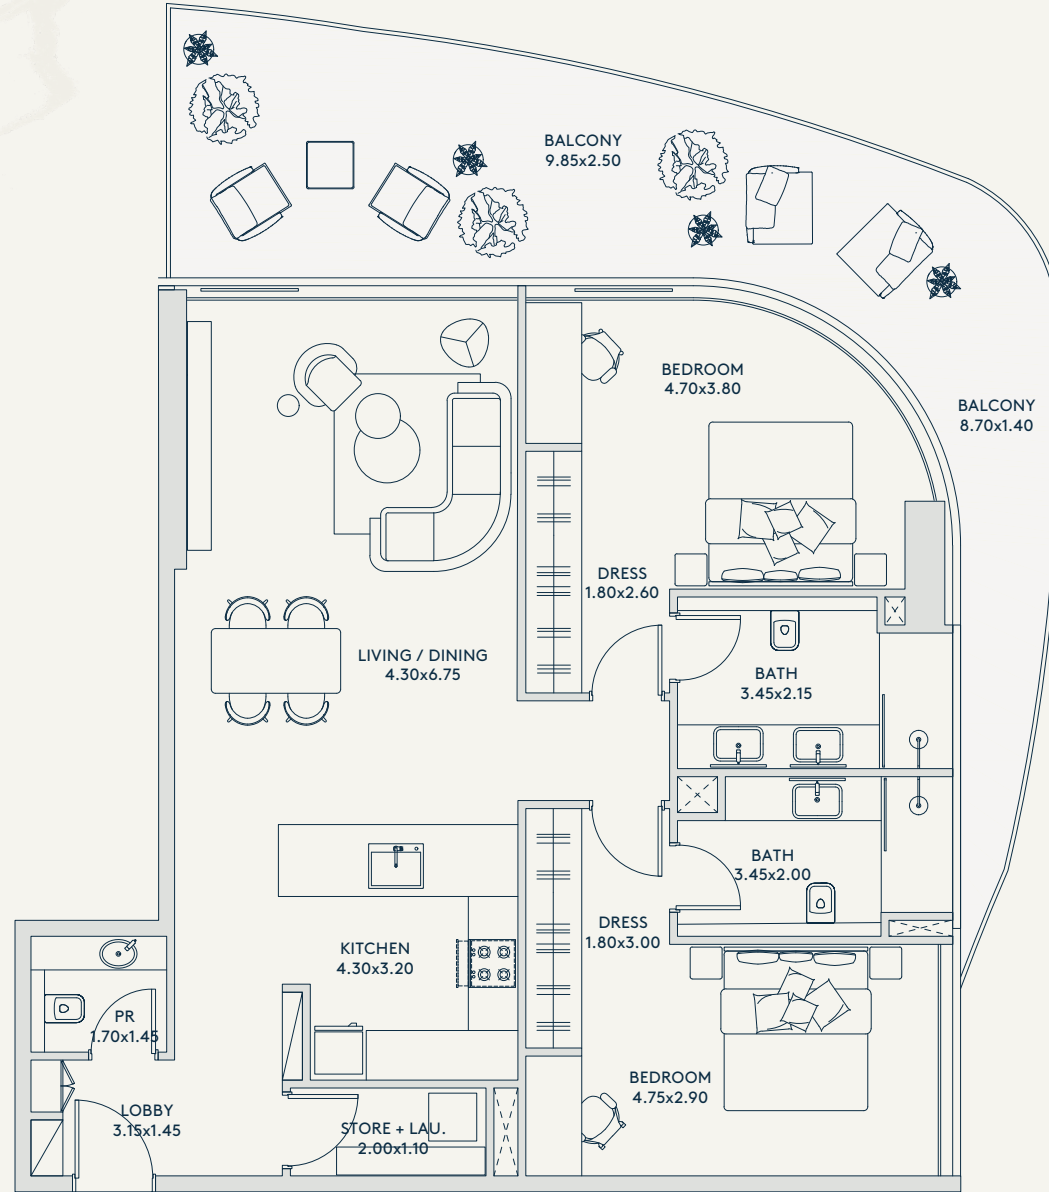 BALCONY
9.85x2.50
BEDROOM
4.70x3.80
BALCONY
8.70x1.40
DRESS
1.80x2.60
LIVING / DINING
4.30x6.75
BATH
3.45x2.15
BATH
3.45x2.00
DRESS
1.80x3.00
KITCHEN
4.30x3.20
PR
1.70x1.45
BEDROOM
4.75x2.90
LOBBY
3.15x1.45
STORE + LAU.
2.00x1.10